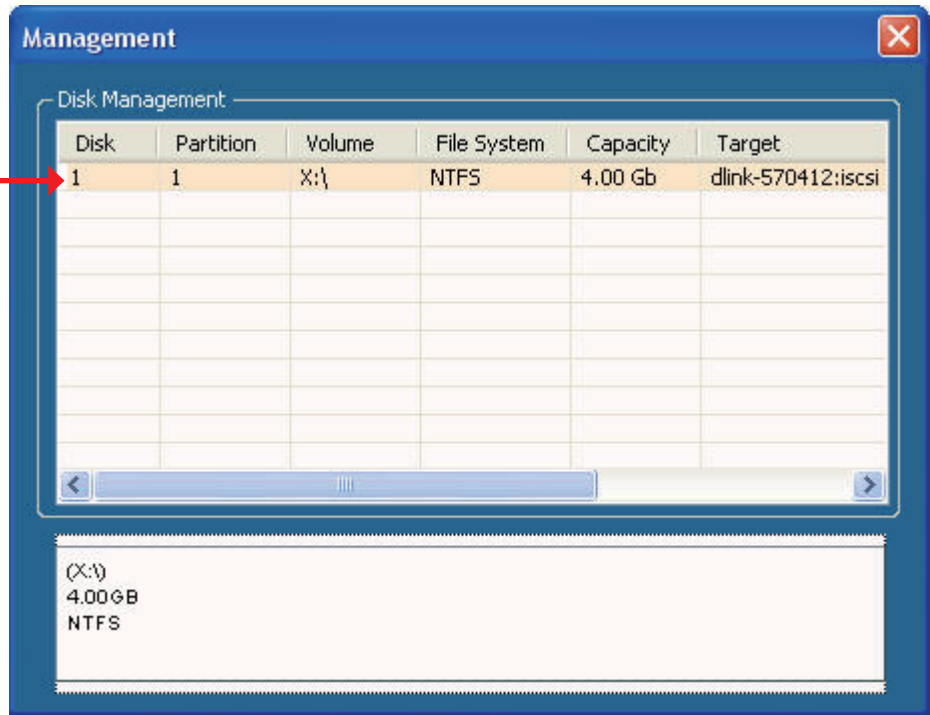 Management
Disk Management
Disk Partition Volume File System Capacity Target
1 1 X:\ NTFS 4.00 Gb dlink-570412:iscsi
(X:\)
4.00GB
NTFS